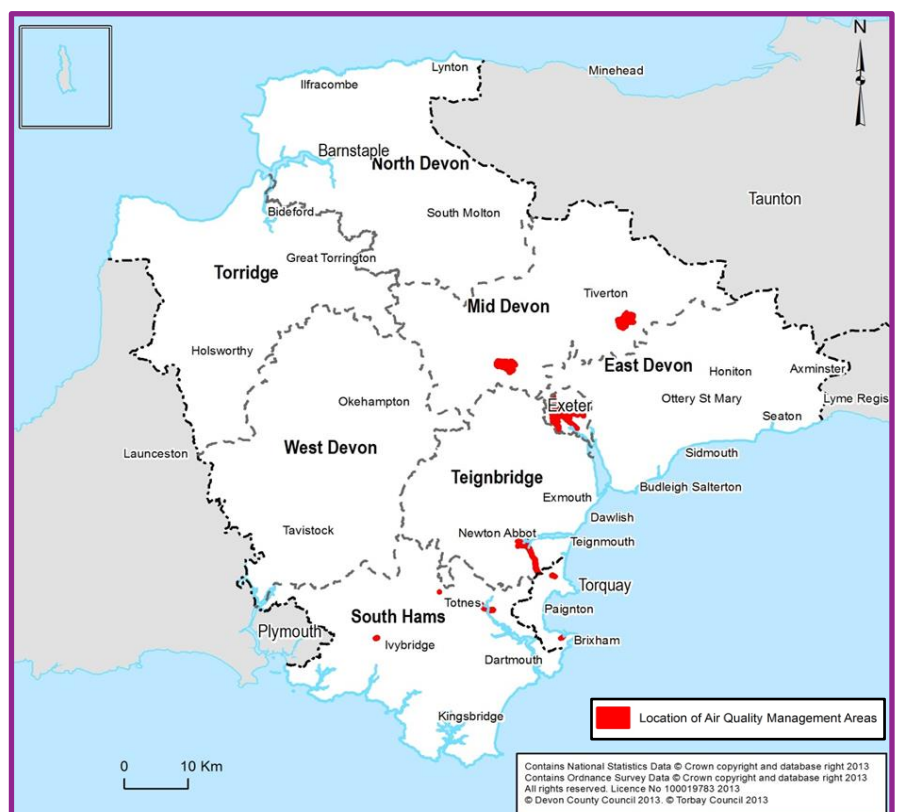 N
Lynton
Minehead
Ilfracombe
Barnstaple
North Devon
Taunton
South Molton
Bideford
Great Torrington
Torridge
Tiverton
Mid Devon
Holsworthy
East Devon
Honiton
Axminster
Okehampton
Exeter
Ottery St Mary
Lyme Regis
Seaton
West Devon
Launceston
Sidmouth
Teignbridge
Budleigh Salterton
Exmouth
Dawlish
Tavistock
Newton Abbot
Teignmouth
Torquay
Totnes
Paignton
South Hams
Plymouth
Ivybridge
Brixham
Dartmouth
Kingsbridge
Location of Air Quality Management Areas
0 10 Km
Contains National Statistics Data © Crown copyright and database right 2013
Contains Ordnance Survey Data © Crown copyright and database right 2013
All rights reserved. Licence No 100019783 2013
© Devon County Council 2013. © Torbay Council 2013